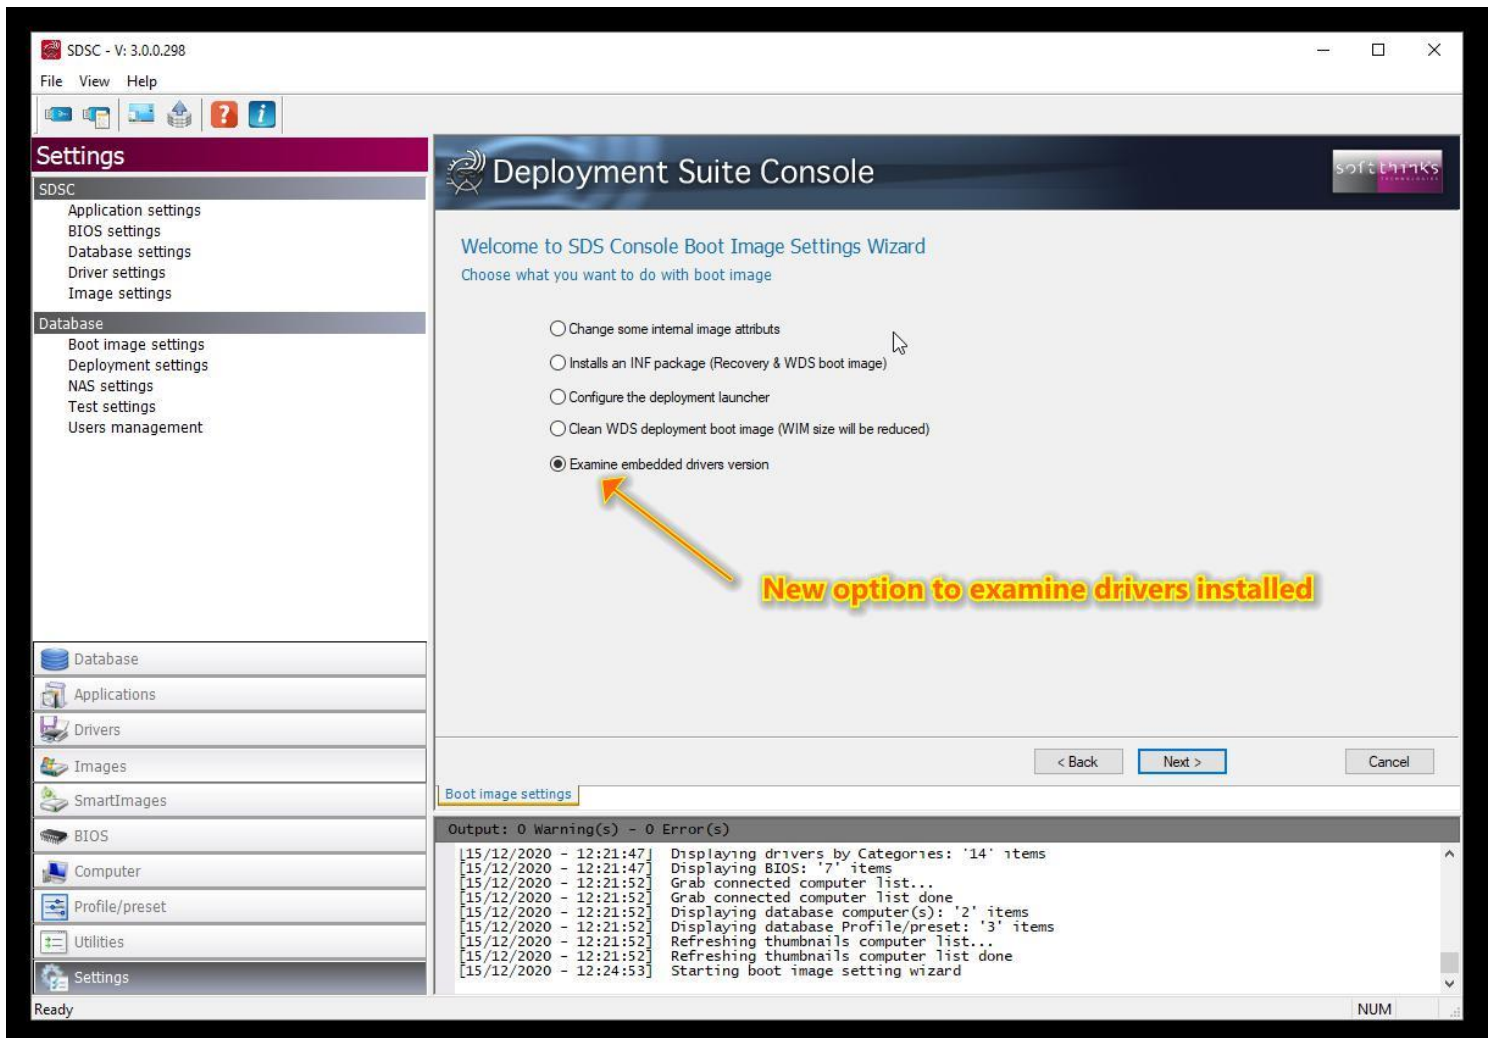 SDSC - V: 3.0.0.298
File View Help
Settings
SDSC
Application settings
BIOS settings
Database settings
Driver settings
Image settings
Database
Boot image settings
Deployment settings
NAS settings
Test settings
Users management
Database
Applications
Drivers
Images
SmartImages
BIOS
Computer
Profile/preset
Utilities
Settings
Deployment Suite Console
softthinks
Welcome to SDS Console Boot Image Settings Wizard
Choose what you want to do with boot image
Change some internal image attributs
Installs an INF package (Recovery & WDS boot image)
Configure the deployment launcher
Clean WDS deployment boot image (WIM size will be reduced)
Examine embedded drivers version
New option to examine drivers installed
< Back Next > Cancel
Boot image settings
Output: 0 Warning(s) - 0 Error(s)
[15/12/2020 - 12:21:47] Displaying drivers by Categories: '14' items
[15/12/2020 - 12:21:47] Displaying BIOS: '7' items
[15/12/2020 - 12:21:52] Grab connected computer list...
[15/12/2020 - 12:21:52] Grab connected computer list done
[15/12/2020 - 12:21:52] Displaying database computer(s): '2' items
[15/12/2020 - 12:21:52] Displaying database Profile/preset: '3' items
[15/12/2020 - 12:21:52] Refreshing thumbnails computer list...
[15/12/2020 - 12:21:52] Refreshing thumbnails computer list done
[15/12/2020 - 12:24:53] Starting boot image setting wizard
Ready NUM